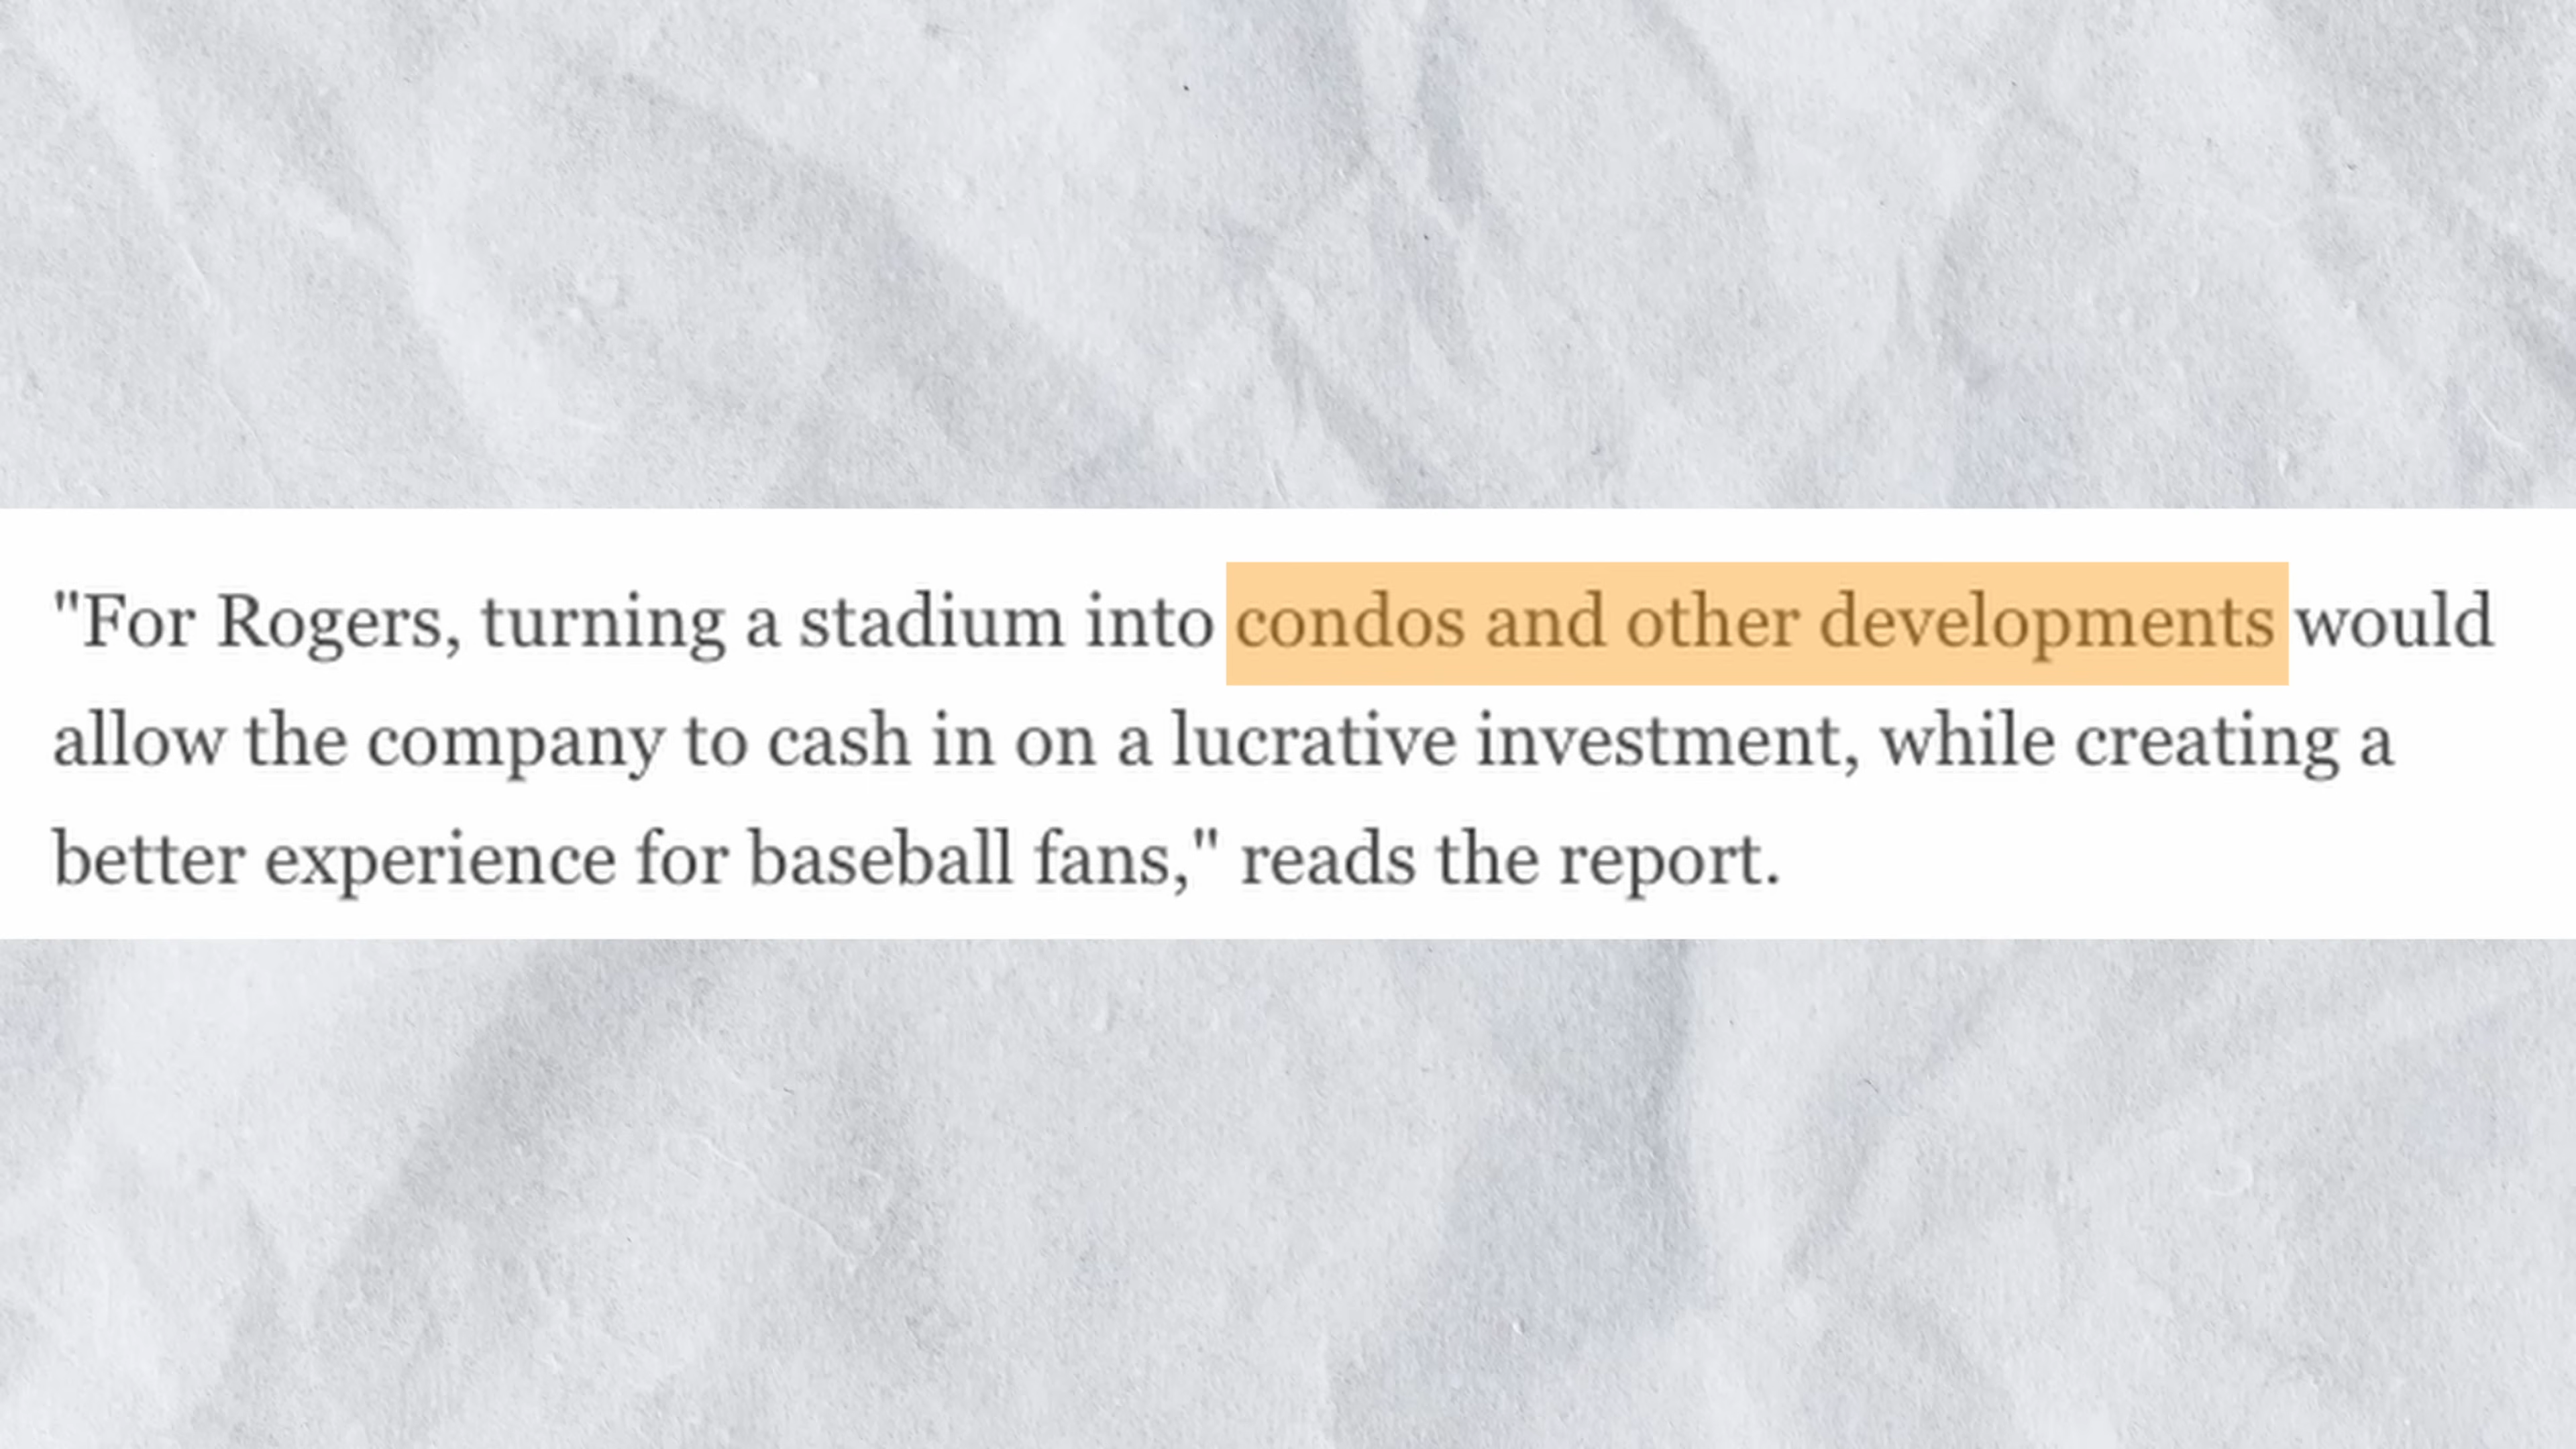 "For Rogers, turning a stadium into condos and other developments would
allow the company to cash in on a lucrative investment, while creating a
better experience for baseball fans," reads the report.